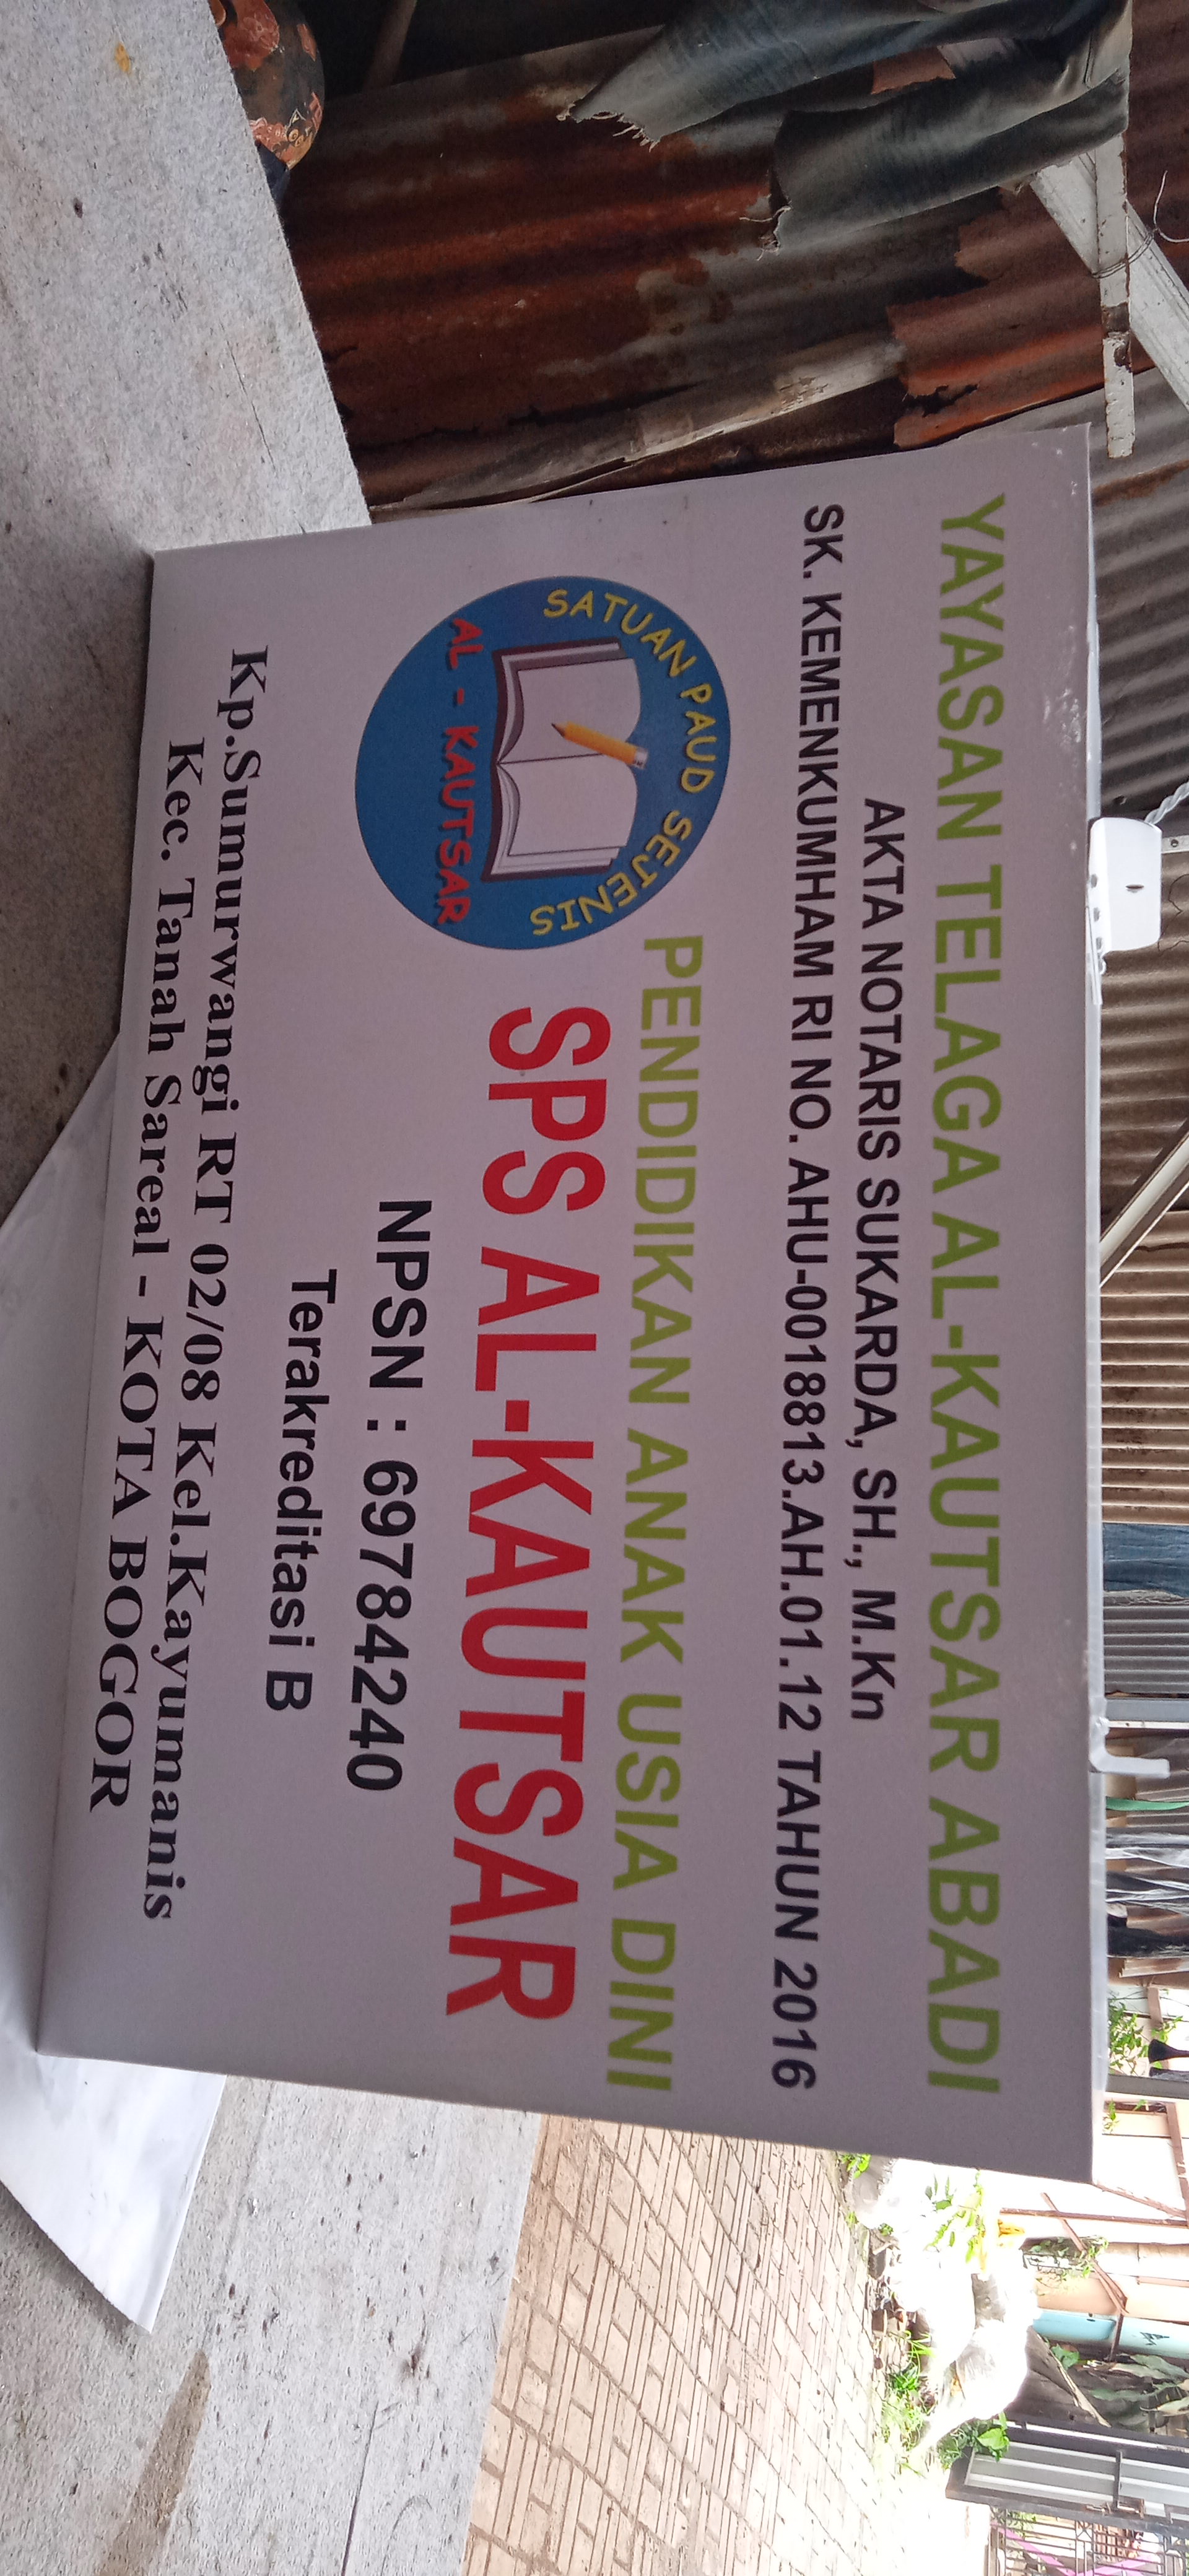 YAYASAN TELAGA AL-KAUTSAR ABADI
AKTA NOTARIS SUKARDA, SH., M.Kn
SK. KEMENKUMHAM RI NO. AHU-0018813.AH.01.12 TAHUN 2016
SATUAN PAUD SEJENIS
AL - KAUTSAR
PENDIDIKAN ANAK USIA DINI
SPS AL-KAUTSAR
NPSN : 69784240
Terakreditasi B
Kp.Sumurwangi RT 02/08 Kel.Kayumanis
Kec. Tanah Sareal - KOTA BOGOR